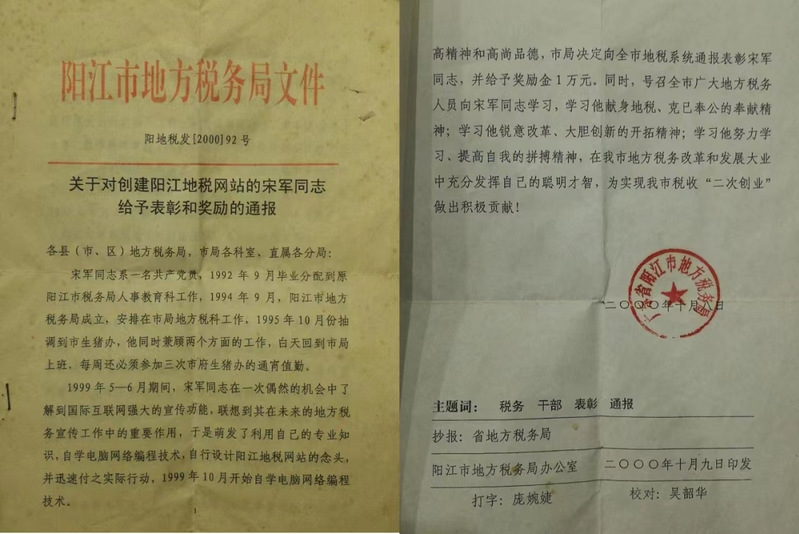 阳江市地方税务局文件
阳地税发[2000]92号
关于对创建阳江地税网站的宋军同志
给予表彰和奖励的通报
各县（市、区）地方税务局，市局各科室、直属各分局：
宋军同志系一名共产党员，1992年9月毕业分配到原
阳江市税务局人事教育科工作，1994年9月，阳江市地方
税务局成立，安排在市局地方税科工作，1995年10月份抽
调到市生猪办，他同时兼顾两个方面的工作，白天回到市局
上班，每周还必须参加三次市府生猪办的通宵值勤。
1999年5—6月期间，宋军同志在一次偶然的机会中了
解到国际互联网强大的宣传功能，联想到其在未来的地方税
务宣传工作中的重要作用，于是萌发了利用自己的专业知
识，自学电脑网络编程技术，自行设计阳江地税网站的念头，
并迅速付之实际行动，1999年10月开始自学电脑网络编程
技术。
1
高精神和高尚品德，市局决定向全市地税系统通报表彰宋军
同志，并给予奖励金1万元。同时，号召全市广大地方税务
人员向宋军同志学习，学习他献身地税、克已奉公的奉献精
神；学习他锐意改革、大胆创新的开拓精神；学习他努力学
习、提高自我的拼搏精神，在我市地方税务改革和发展大业
中充分发挥自己的聪明才智，为实现我市税收“二次创业”
做出积极贡献！
广东省阳江市地方税务局
二〇〇〇年十月八日
主题词： 税务 干部 表彰 通报
抄报：省地方税务局
阳江市地方税务局办公室 二〇〇〇年十月九日印发
打字：庞婉婕 校对：吴韶华